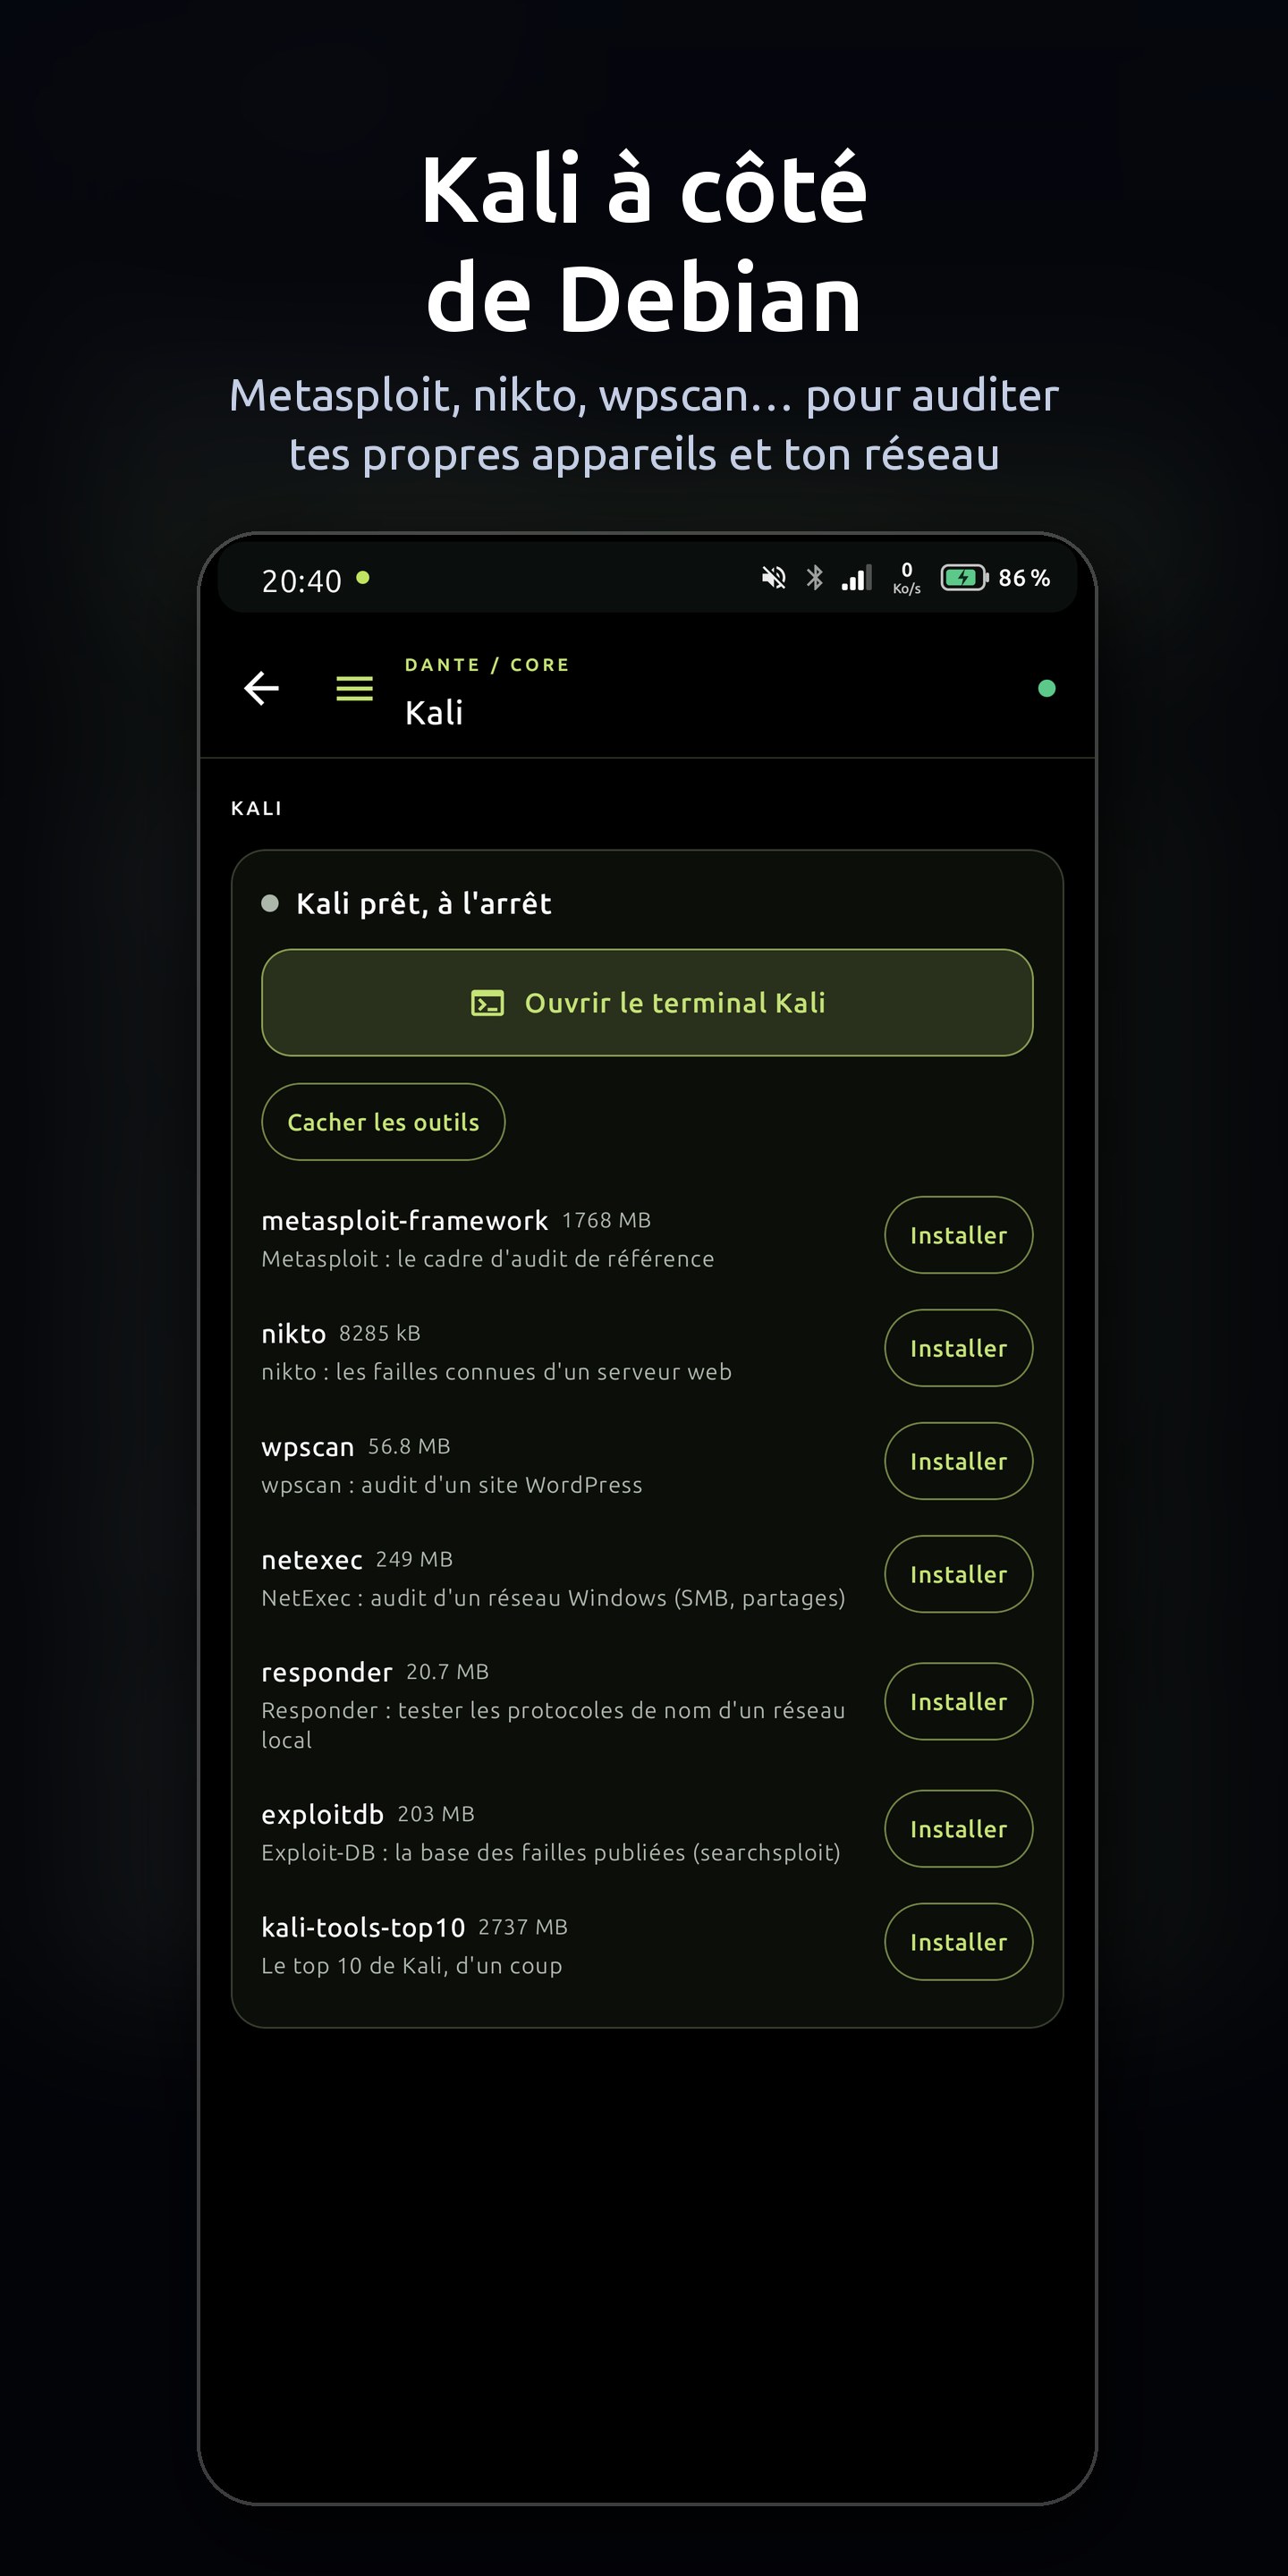 Kali à côté
de Debian
Metasploit, nikto, wpscan… pour auditer
tes propres appareils et ton réseau
20:40
0
Ko/s
86 %
DANTE / CORE
Kali
KALI
Kali prêt, à l'arrêt
Ouvrir le terminal Kali
Cacher les outils
metasploit-framework 1768 MB
Metasploit : le cadre d'audit de référence
Installer
nikto 8285 kB
nikto : les failles connues d'un serveur web
Installer
wpscan 56.8 MB
wpscan : audit d'un site WordPress
Installer
netexec 249 MB
NetExec : audit d'un réseau Windows (SMB, partages)
Installer
responder 20.7 MB
Responder : tester les protocoles de nom d'un réseau
local
Installer
exploitdb 203 MB
Exploit-DB : la base des failles publiées (searchsploit)
Installer
kali-tools-top10 2737 MB
Le top 10 de Kali, d'un coup
Installer